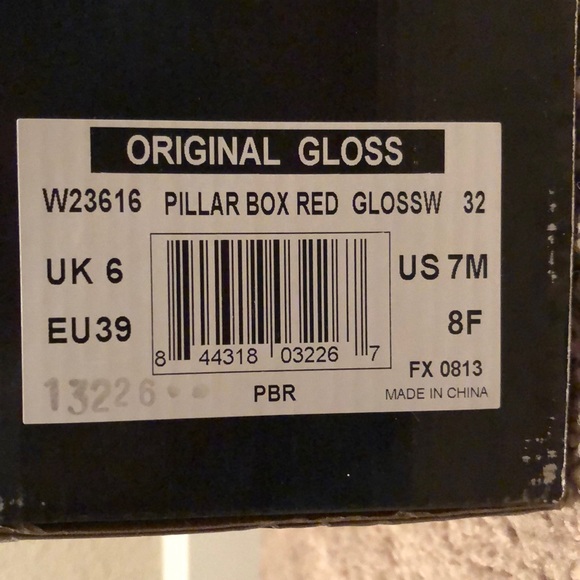 ORIGINAL GLOSS
W23616 PILLAR BOX RED GLOSSW 32
UK 6
US 7M
EU39
8F
8 44318 03226 7
FX 0813
13226
PBR
MADE IN CHINA